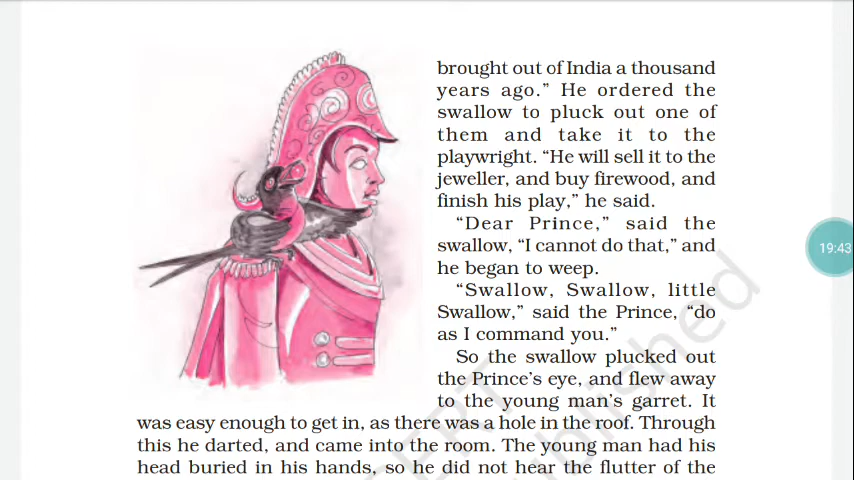 brought out of India a thousand
years ago.” He ordered the
swallow to pluck out one of
them and take it to the
playwright. “He will sell it to the
jeweller, and buy firewood, and
finish his play,” he said.
“Dear Prince,” said the
swallow, “I cannot do that,” and
he began to weep.
“Swallow, Swallow, little
Swallow,” said the Prince, “do
as I command you.”
So the swallow plucked out
the Prince’s eye, and flew away
to the young man’s garret. It
was easy enough to get in, as there was a hole in the roof. Through
this he darted, and came into the room. The young man had his
head buried in his hands, so he did not hear the flutter of the
19:43